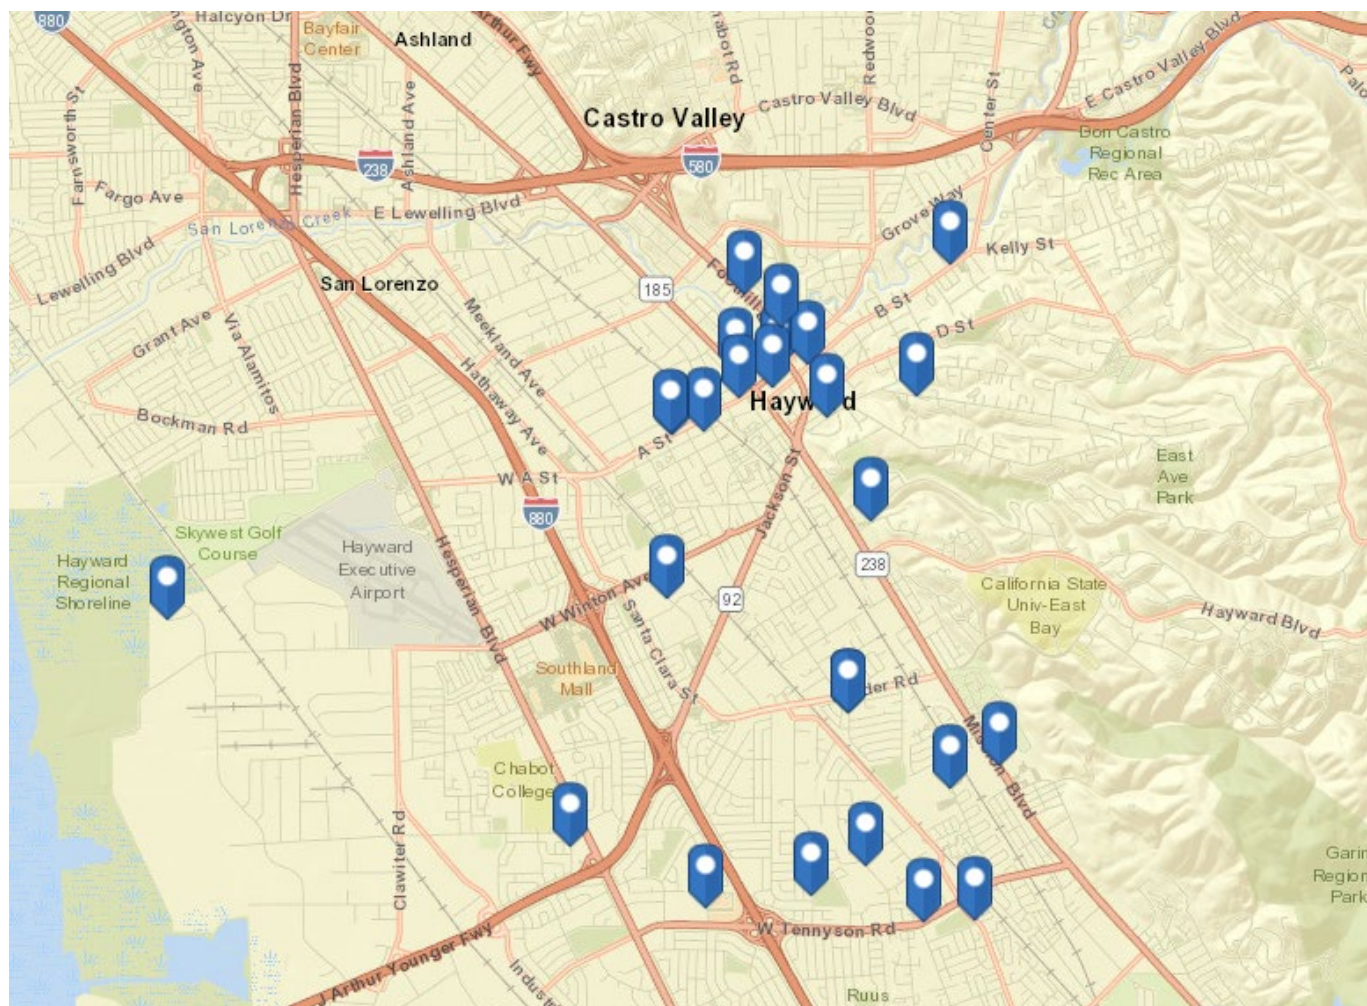 880
Halcyon Dr
Bayfair
Center
Ashland
Arthur Fwy
Redwood
Center St
E Castro Valley Blvd
Castro Valley Blvd
Castro Valley
Hesperian Blvd
Ashland Ave
Farnsworth St
238
580
Don Castro
Regional
Rec Area
Fargo Ave
E Lewelling Blvd
San Lorenzo Creek
Grove Way
Kelly St
Lewelling Blvd
San Lorenzo
185
B St
D St
Grant Ave
Via Alamitos
Meekland Ave
Hathaway Ave
Bockman Rd
A St
W A St
East
Ave
Park
Jackson St
880
Skywest Golf
Course
Hayward
Regional
Shoreline
Hayward
Executive
Airport
Hesperian Blvd
238
92
W Winton Ave
California State
Univ-East
Bay
Hayward Blvd
Santa Clara St
Southland
Mall
Mission Blvd
Chabot
College
Clawiter Rd
W Tennyson Rd
J Arthur Younger Fwy
Ruus